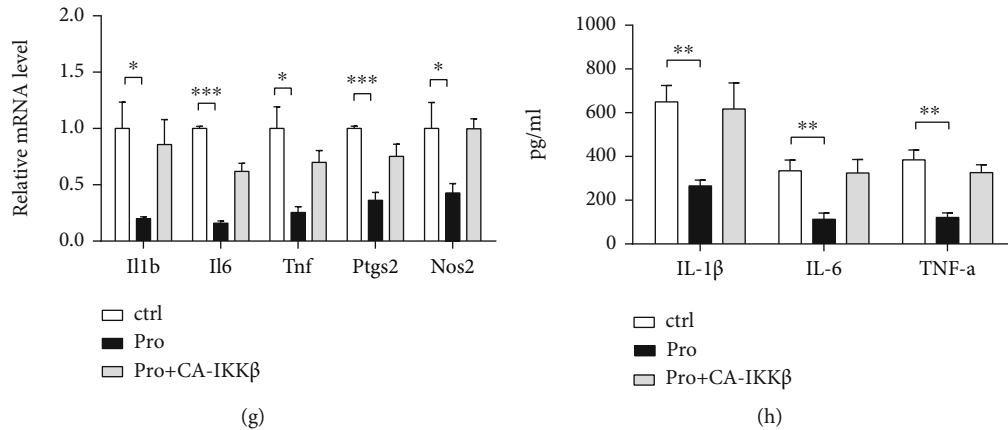 Relative mRNA level
2.0
1.5
1.0
0.5
0.0
*
***
*
***
*
Il1b Il6 Tnf Ptgs2 Nos2
ctrl
Pro
Pro+CA-IKKβ
(g)
pg/ml
1000
800
600
400
200
0
**
**
**
IL-1β IL-6 TNF-a
ctrl
Pro
Pro+CA-IKKβ
(h)